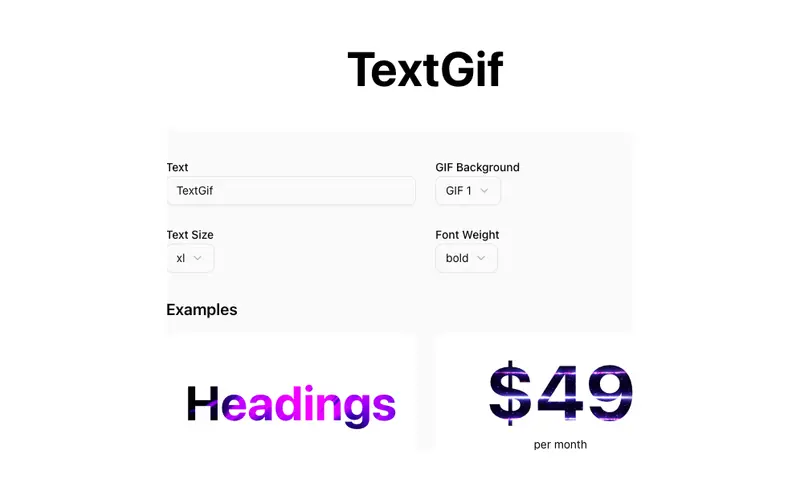 TextGif
Text
GIF Background
TextGif
GIF 1
Text Size
Font Weight
xl
bold
Examples
Headings
$49
per month